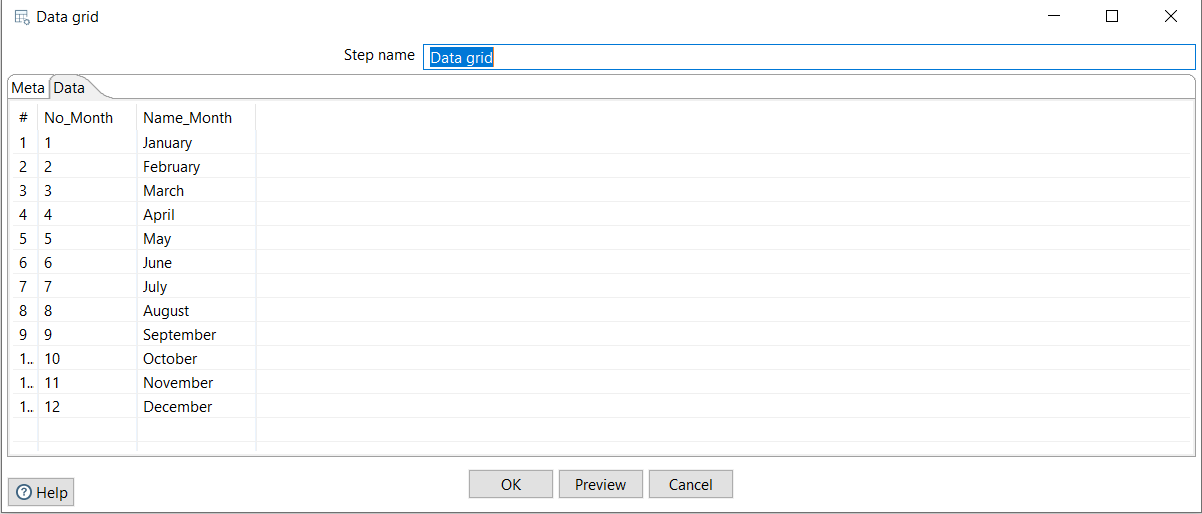 Data grid
Step name Data grid
Meta Data
# No_Month Name_Month
1 1 January
2 2 February
3 3 March
4 4 April
5 5 May
6 6 June
7 7 July
8 8 August
9 9 September
1.. 10 October
1.. 11 November
1.. 12 December
OK Preview Cancel
Help